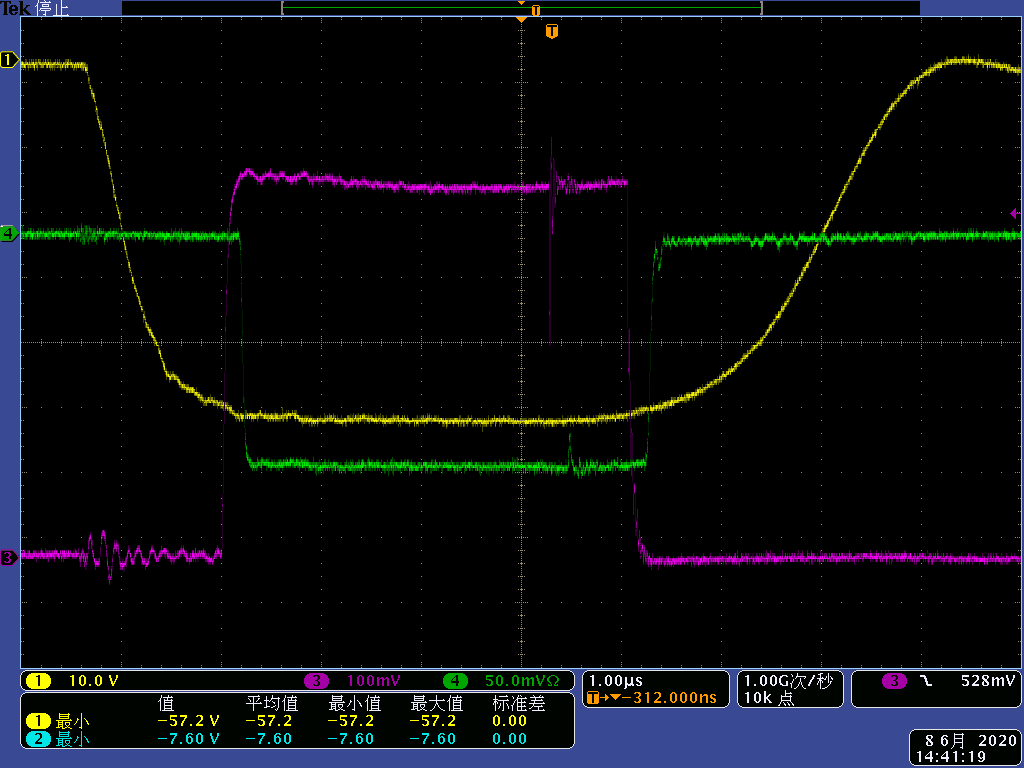 Tek 停止
T
T
1
4
3
1 10.0 V 3 100mV 4 50.0mVΩ
值 平均值 最小值 最大值 标准差
1 最小 −57.2 V −57.2 −57.2 −57.2 0.00
2 最小 −7.60 V −7.60 −7.60 −7.60 0.00
1.00µs
T→▼−312.000ns
1.00G次/秒
10k 点
3 528mV
8 6月 2020
14:41:19